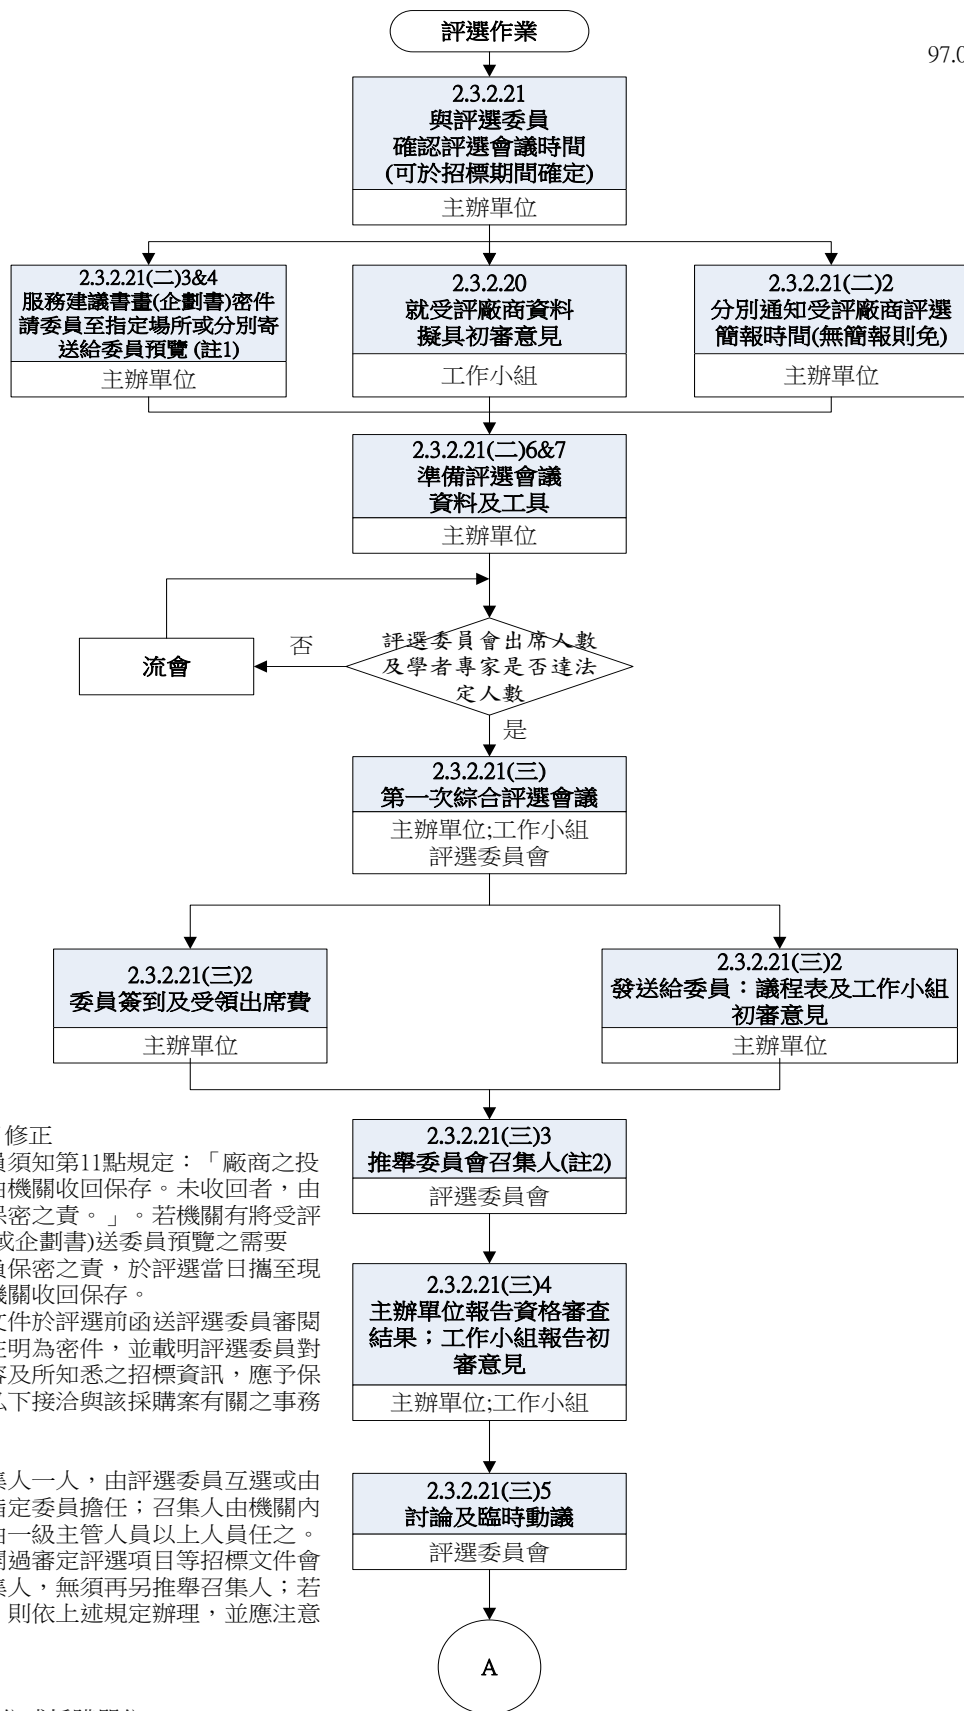 評選作業
97.0
2.3.2.21
與評選委員
確認評選會議時間
(可於招標期間確定)
主辦單位
2.3.2.21(二)3&4
服務建議書畫(企劃書)密件
請委員至指定場所或分別寄
送給委員預覽 (註1)
主辦單位
2.3.2.20
就受評廠商資料
擬具初審意見
工作小組
2.3.2.21(二)2
分別通知受評廠商評選
簡報時間(無簡報則免)
主辦單位
2.3.2.21(二)6&7
準備評選會議
資料及工具
主辦單位
評選委員會出席人數
及學者專家是否達法
定人數
否
流會
是
2.3.2.21(三)
第一次綜合評選會議
主辦單位;工作小組
評選委員會
2.3.2.21(三)2
委員簽到及受領出席費
主辦單位
2.3.2.21(三)2
發送給委員：議程表及工作小組
初審意見
主辦單位
2.3.2.21(三)3
推舉委員會召集人(註2)
評選委員會
2.3.2.21(三)4
主辦單位報告資格審查
結果；工作小組報告初
審意見
主辦單位;工作小組
2.3.2.21(三)5
討論及臨時動議
評選委員會
A
修正
員須知第11點規定：「廠商之投
由機關收回保存。未收回者，由
保密之責。」。若機關有將受評
或企劃書)送委員預覽之需要
負保密之責，於評選當日攜至現
機關收回保存。
文件於評選前函送評選委員審閱
註明為密件，並載明評選委員對
容及所知悉之招標資訊，應予保
私下接洽與該採購案有關之事務
集人一人，由評選委員互選或由
指定委員擔任；召集人由機關內
由一級主管人員以上人員任之。
開過審定評選項目等招標文件會
集人，無須再另推舉召集人；若
則依上述規定辦理，並應注意